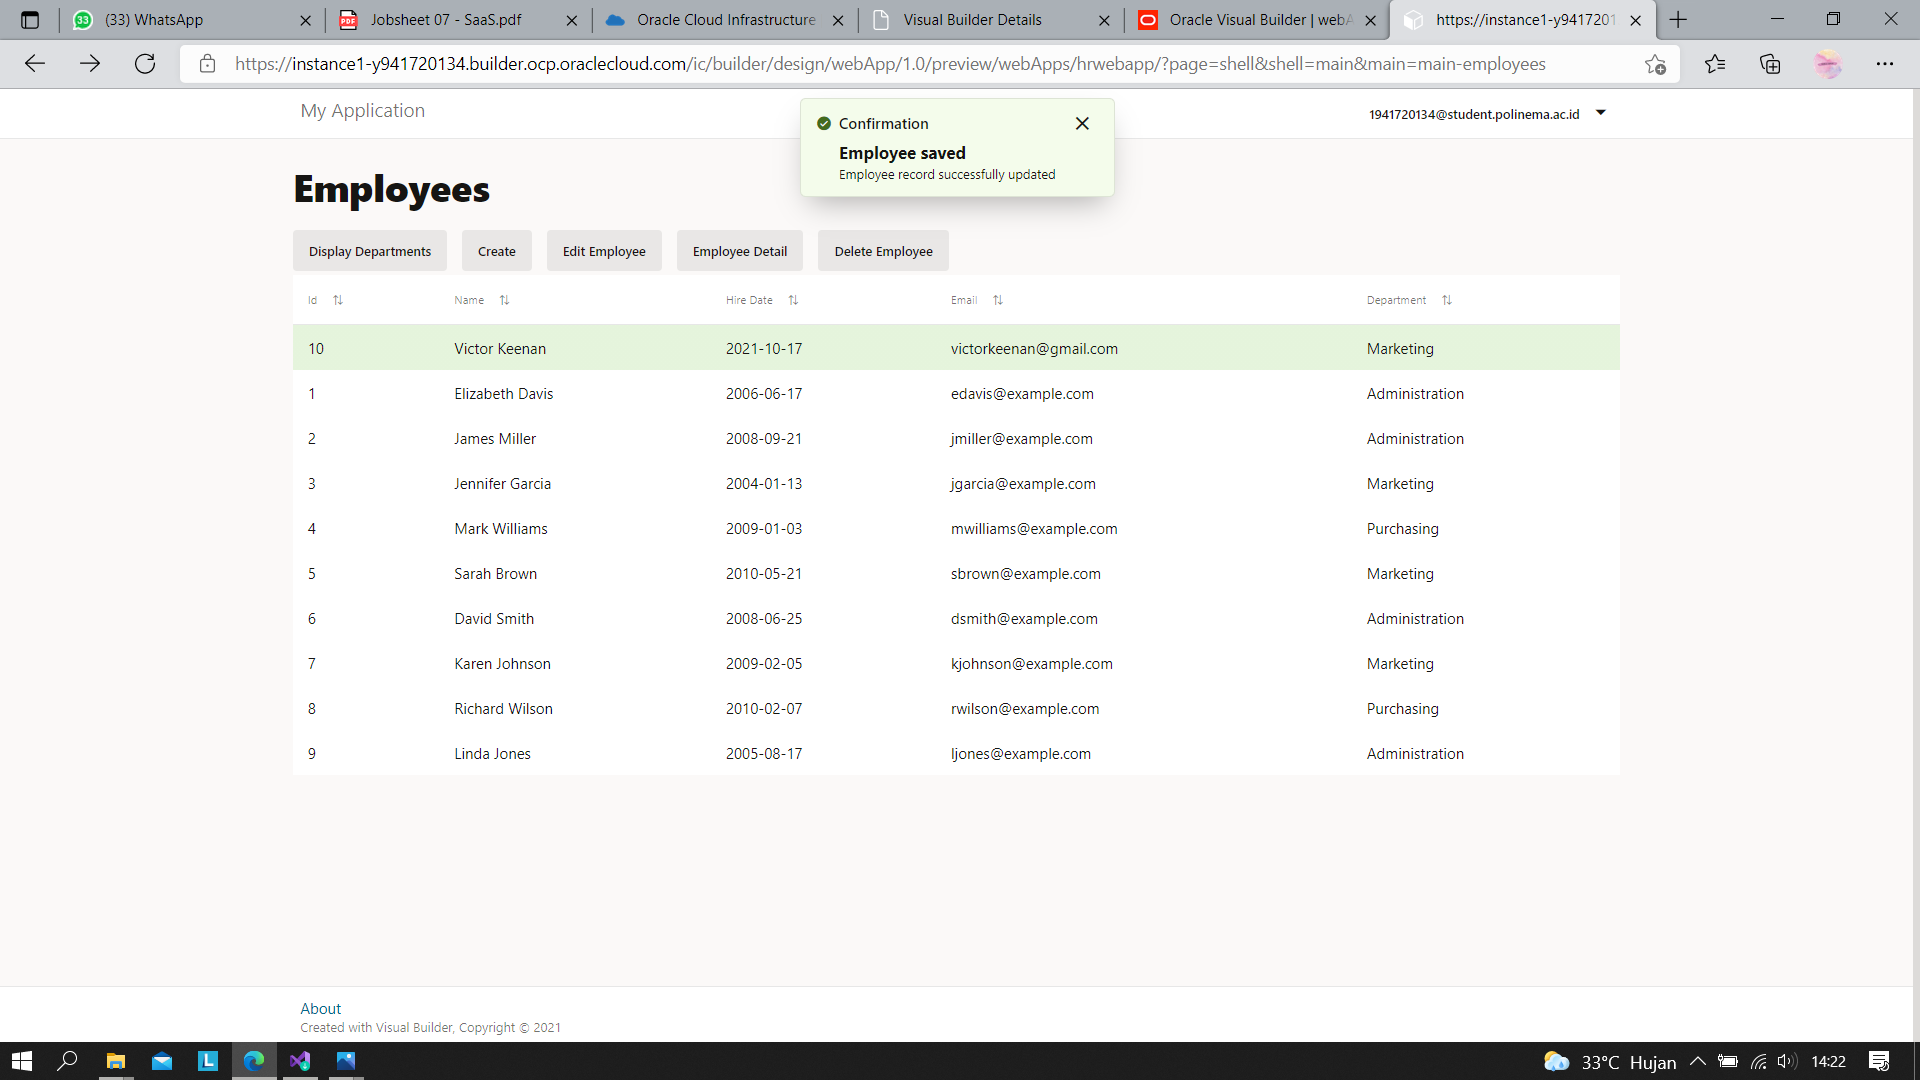 (33) WhatsApp
Jobsheet 07 - SaaS.pdf
Oracle Cloud Infrastructure
Visual Builder Details
Oracle Visual Builder | webA
https://instance1-y9417201
https://instance1-y941720134.builder.ocp.oraclecloud.com/ic/builder/design/webApp/1.0/preview/webApps/hrwebapp/?page=shell&shell=main&main=main-employees
My Application
1941720134@student.polinema.ac.id
Confirmation
Employee saved
Employee record successfully updated
Employees
Display Departments Create Edit Employee Employee Detail Delete Employee
Id Name Hire Date Email Department
10 Victor Keenan 2021-10-17 victorkeenan@gmail.com Marketing
1 Elizabeth Davis 2006-06-17 edavis@example.com Administration
2 James Miller 2008-09-21 jmiller@example.com Administration
3 Jennifer Garcia 2004-01-13 jgarcia@example.com Marketing
4 Mark Williams 2009-01-03 mwilliams@example.com Purchasing
5 Sarah Brown 2010-05-21 sbrown@example.com Marketing
6 David Smith 2008-06-25 dsmith@example.com Administration
7 Karen Johnson 2009-02-05 kjohnson@example.com Marketing
8 Richard Wilson 2010-02-07 rwilson@example.com Purchasing
9 Linda Jones 2005-08-17 ljones@example.com Administration
About
Created with Visual Builder, Copyright © 2021
33°C Hujan 14:22